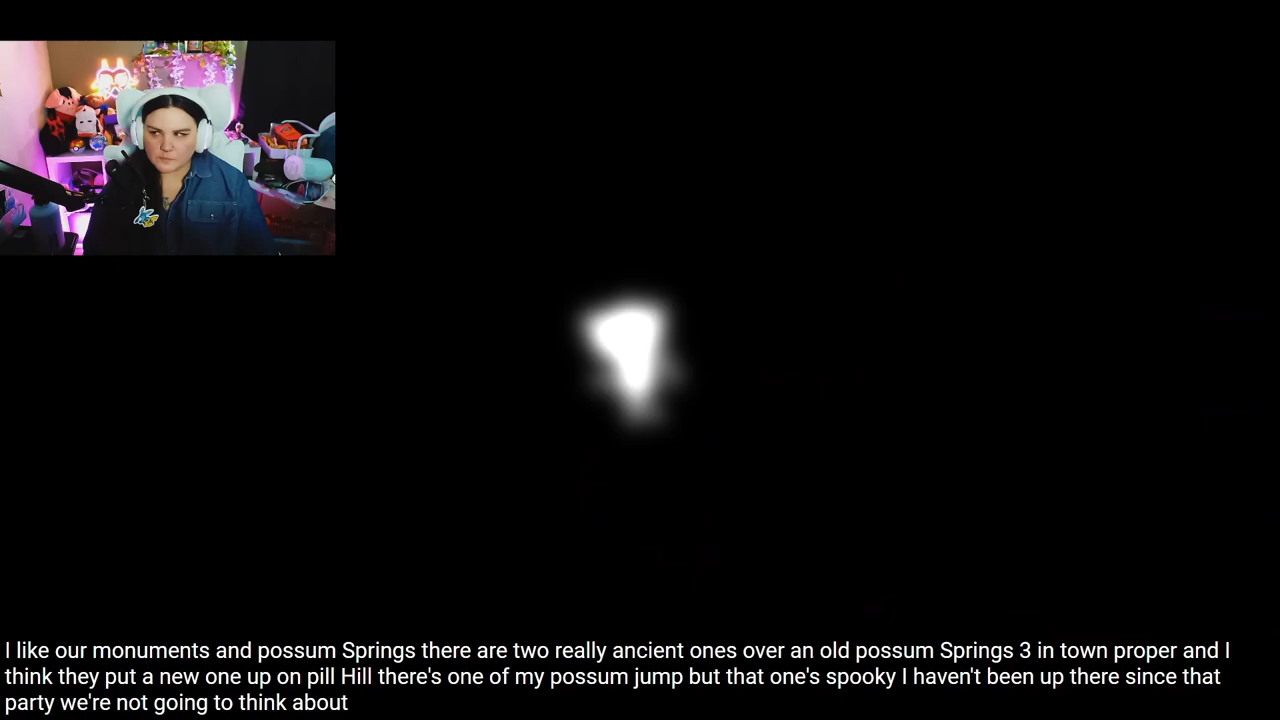 I like our monuments and possum Springs there are two really ancient ones over an old possum Springs 3 in town proper and I
think they put a new one up on pill Hill there's one of my possum jump but that one's spooky I haven't been up there since that
party we're not going to think about